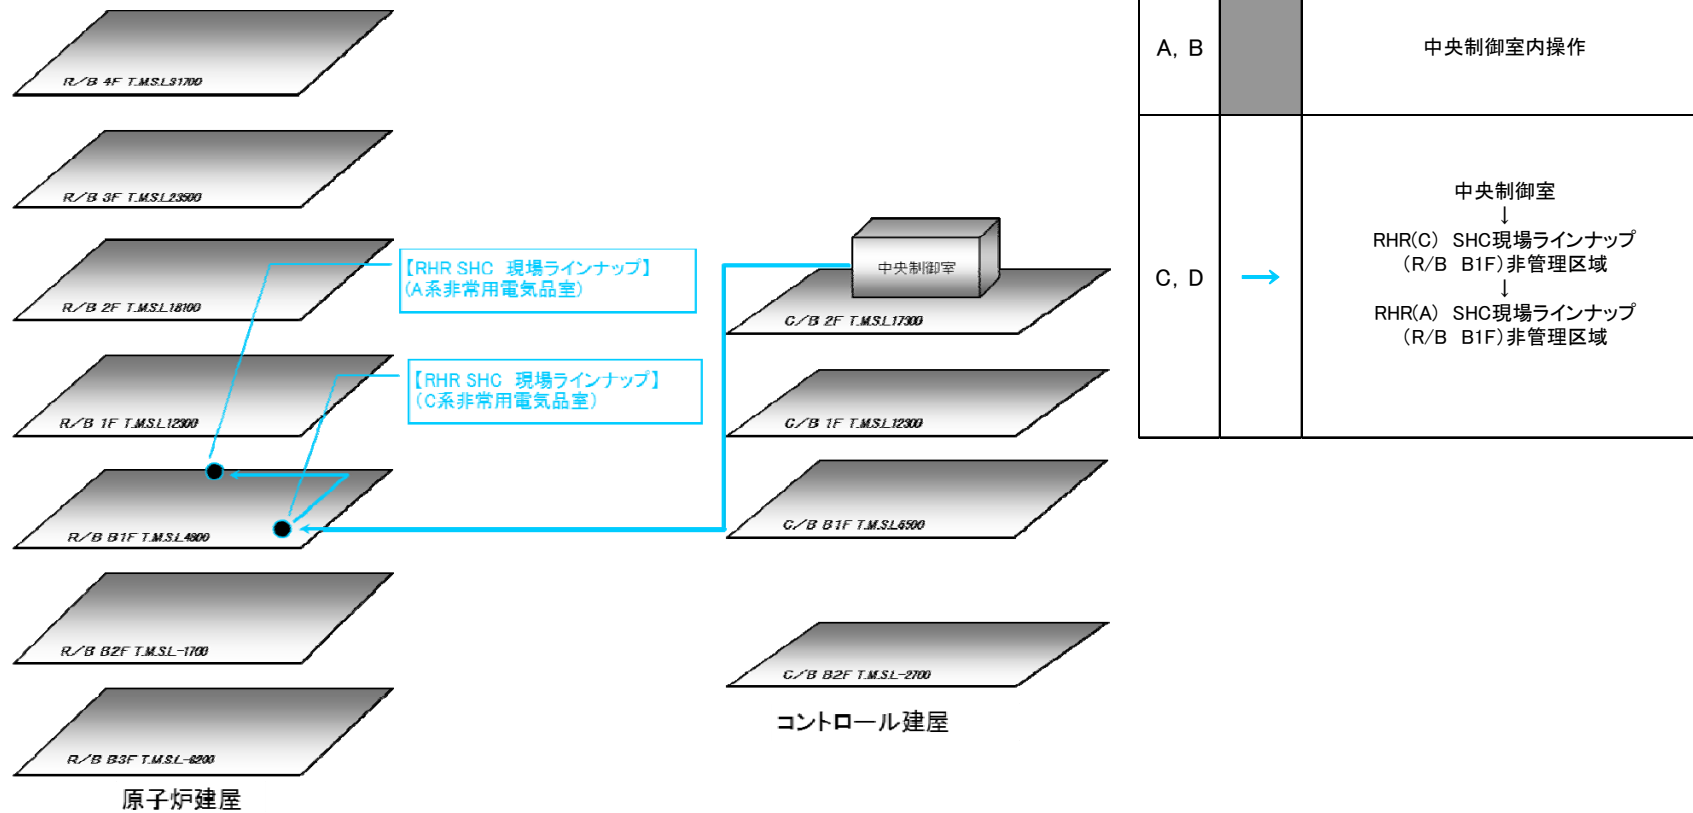 R/B 4F T.M.S.L31700
R/B 3F T.M.S.L23500
R/B 2F T.M.S.L18100
R/B 1F T.M.S.L12300
R/B B1F T.M.S.L4800
R/B B2F T.M.S.L-1700
R/B B3F T.M.S.L-8200
原子炉建屋
【RHR SHC 現場ラインナップ】
(A系非常用電気品室)
【RHR SHC 現場ラインナップ】
(C系非常用電気品室)
中央制御室
C/B 2F T.M.S.L17300
C/B 1F T.M.S.L12300
C/B B1F T.M.S.L6500
C/B B2F T.M.S.L-2700
コントロール建屋
A, B
中央制御室内操作
C, D
→
中央制御室
↓
RHR(C) SHC現場ラインナップ
(R/B B1F)非管理区域
↓
RHR(A) SHC現場ラインナップ
(R/B B1F)非管理区域